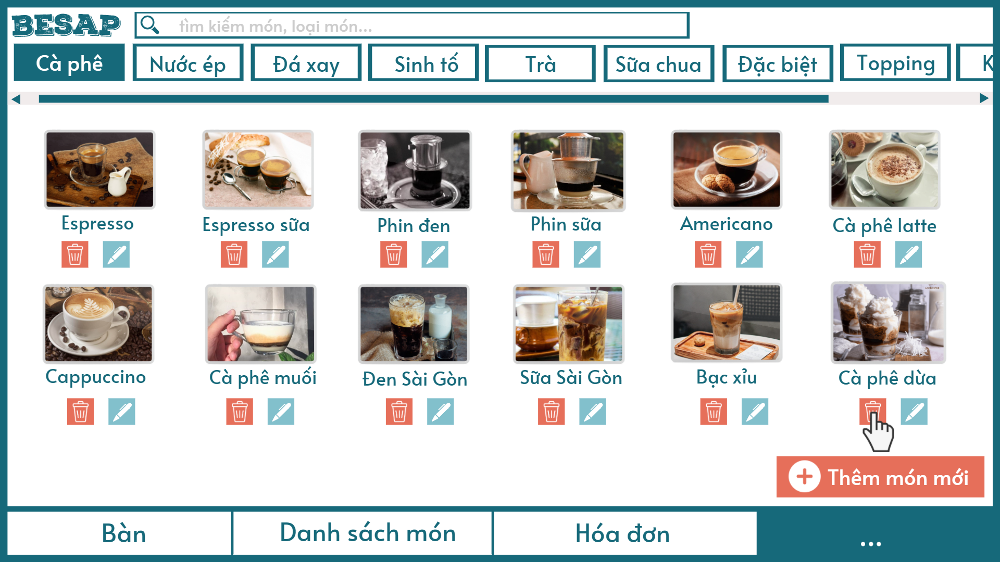 BESAP
tìm kiếm món, loại món...
Cà phê
Nước ép
Đá xay
Sinh tố
Trà
Sữa chua
Đặc biệt
Topping
Espresso
Espresso sữa
Phin đen
Phin sữa
Americano
Cà phê latte
Cappuccino
Cà phê muối
Đen Sài Gòn
Sữa Sài Gòn
Bạc xỉu
Cà phê dừa
Thêm món mới
Bàn
Danh sách món
Hóa đơn
...